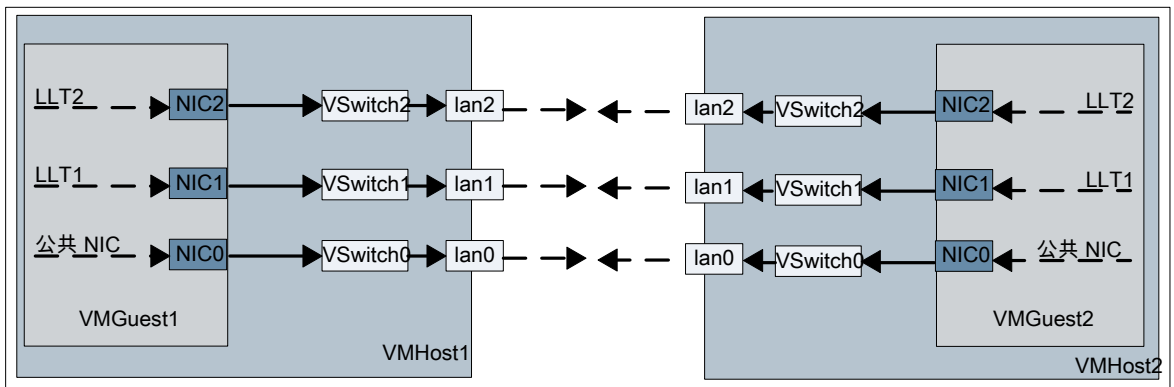 LLT2 NIC2 VSwitch2 lan2 lan2 VSwitch2 NIC2 LLT2
LLT1 NIC1 VSwitch1 lan1 lan1 VSwitch1 NIC1 LLT1
公共 NIC NIC0 VSwitch0 lan0 lan0 VSwitch0 NIC0 公共 NIC
VMGuest1 VMGuest2
VMHost1 VMHost2